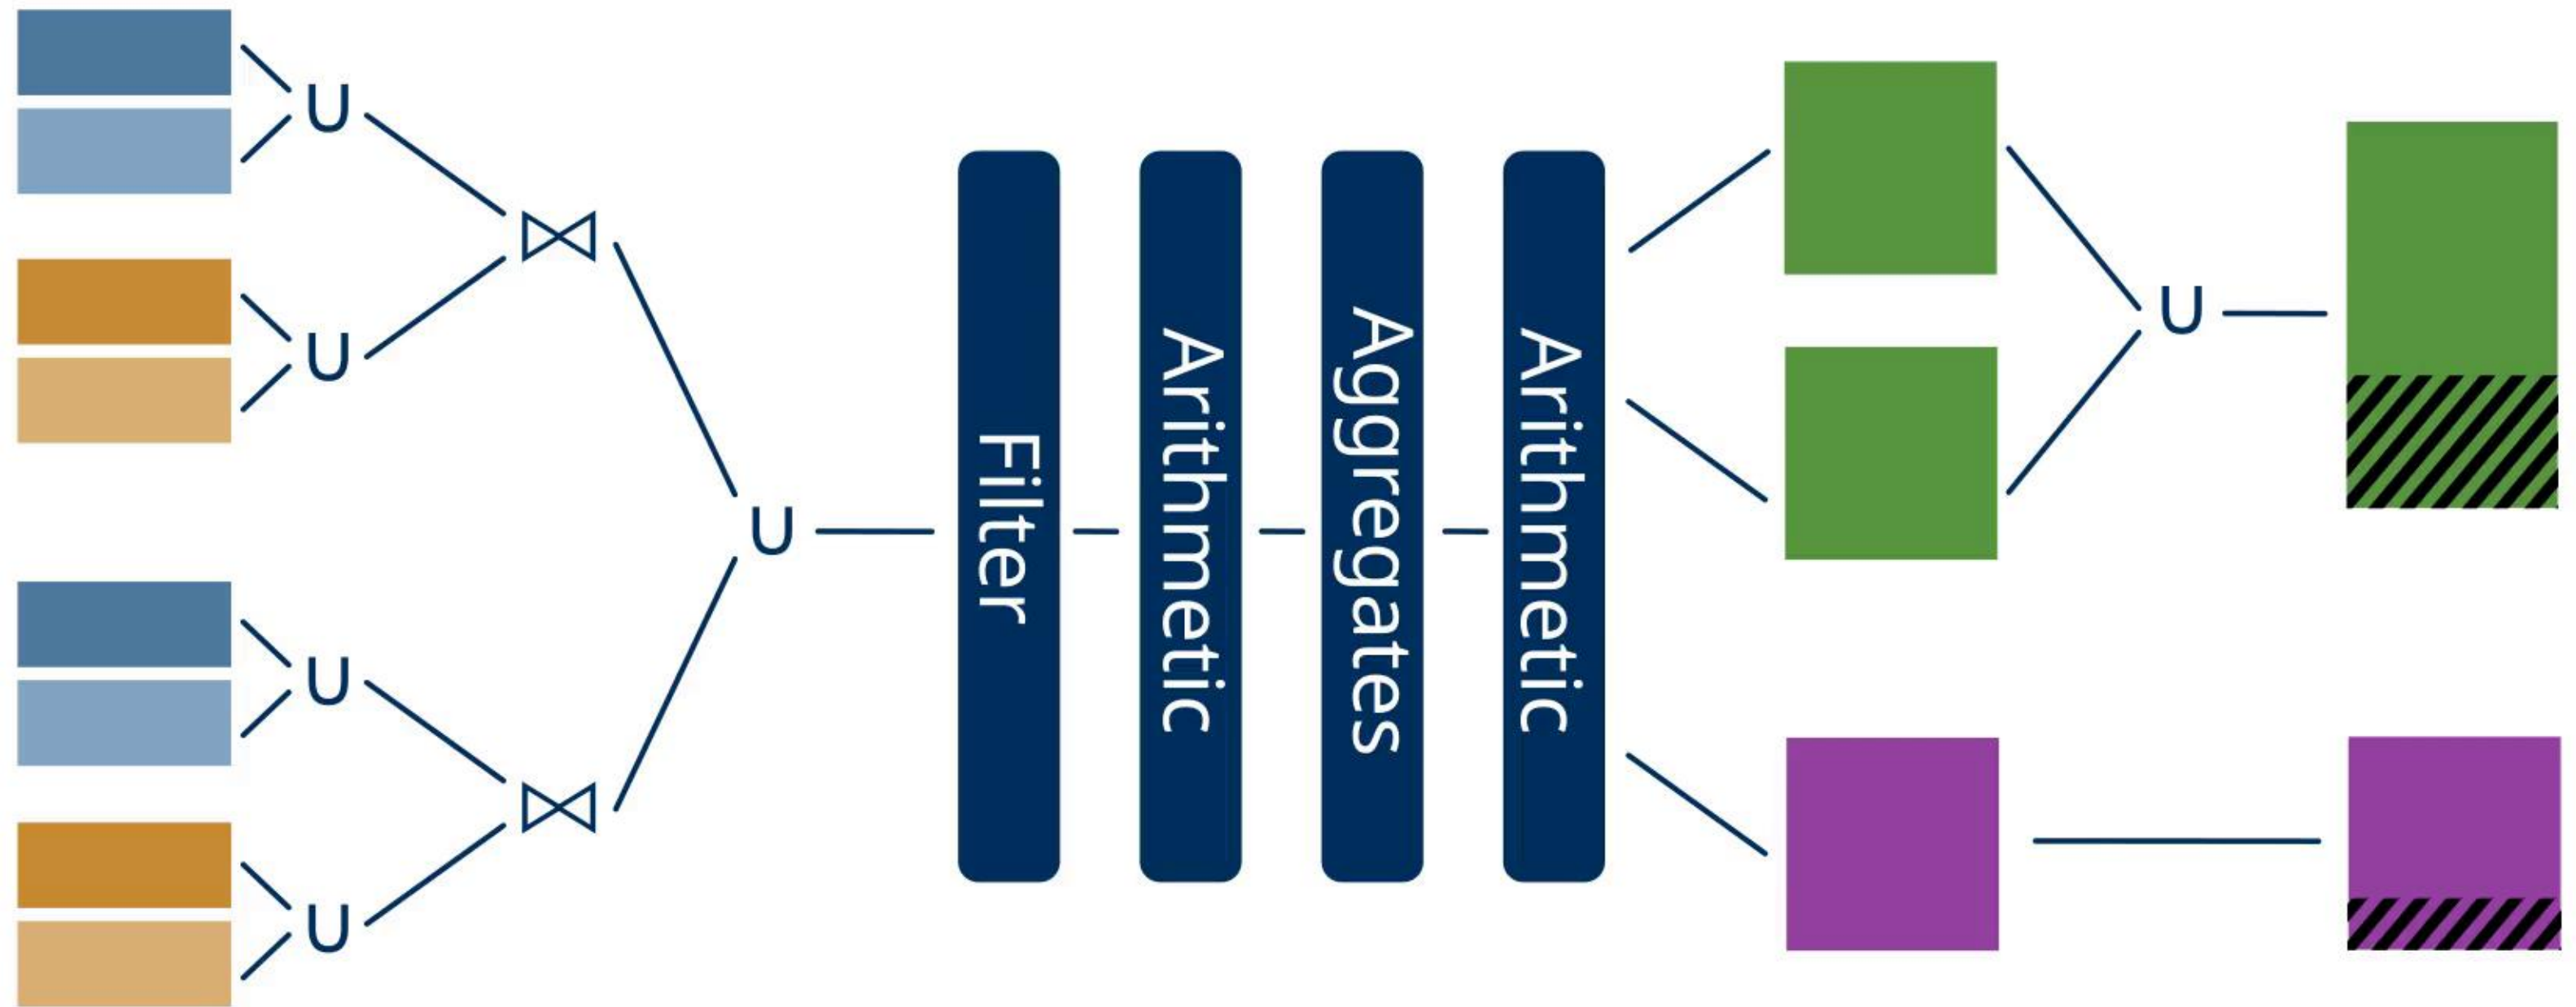 U
U
⋈
U
U
⋈
U
U
Filter
Arithmetic
Aggregates
Arithmetic